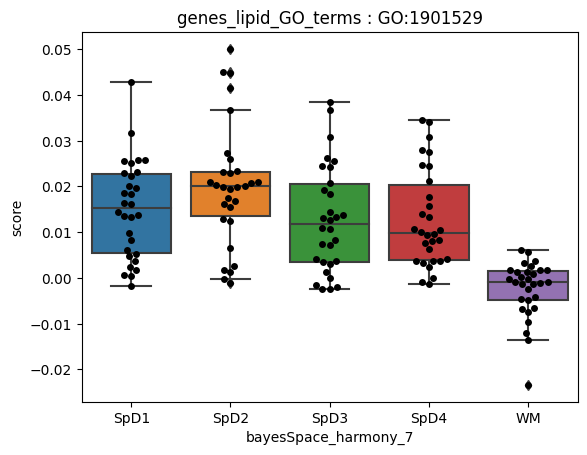 genes_lipid_GO_terms : GO:1901529
0.05
0.04
0.03
0.02
0.01
0.00
−0.01
−0.02
score
SpD1 SpD2 SpD3 SpD4 WM
bayesSpace_harmony_7